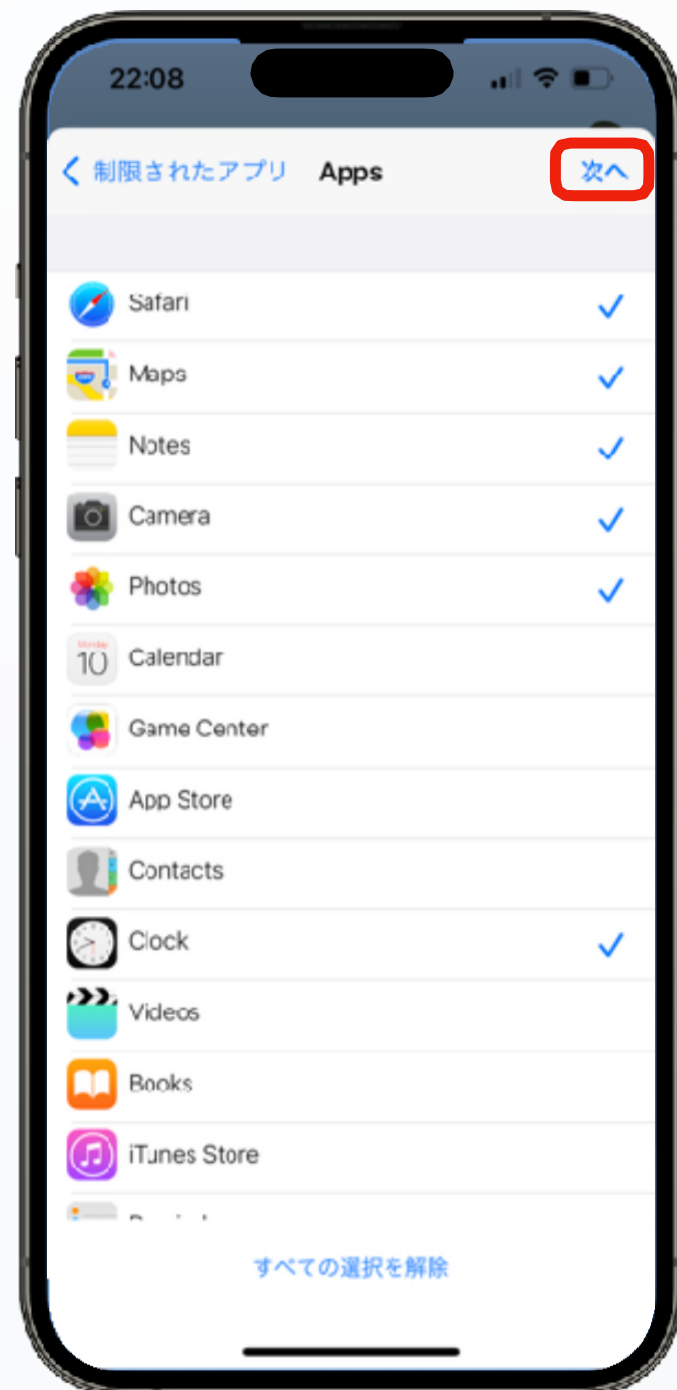 22:08
制限されたアプリ Apps 次へ
Safari
Maps
Notes
Camera
Photos
Monday
10 Calendar
Game Center
App Store
Contacts
Clock
Videos
Books
iTunes Store
すべての選択を解除